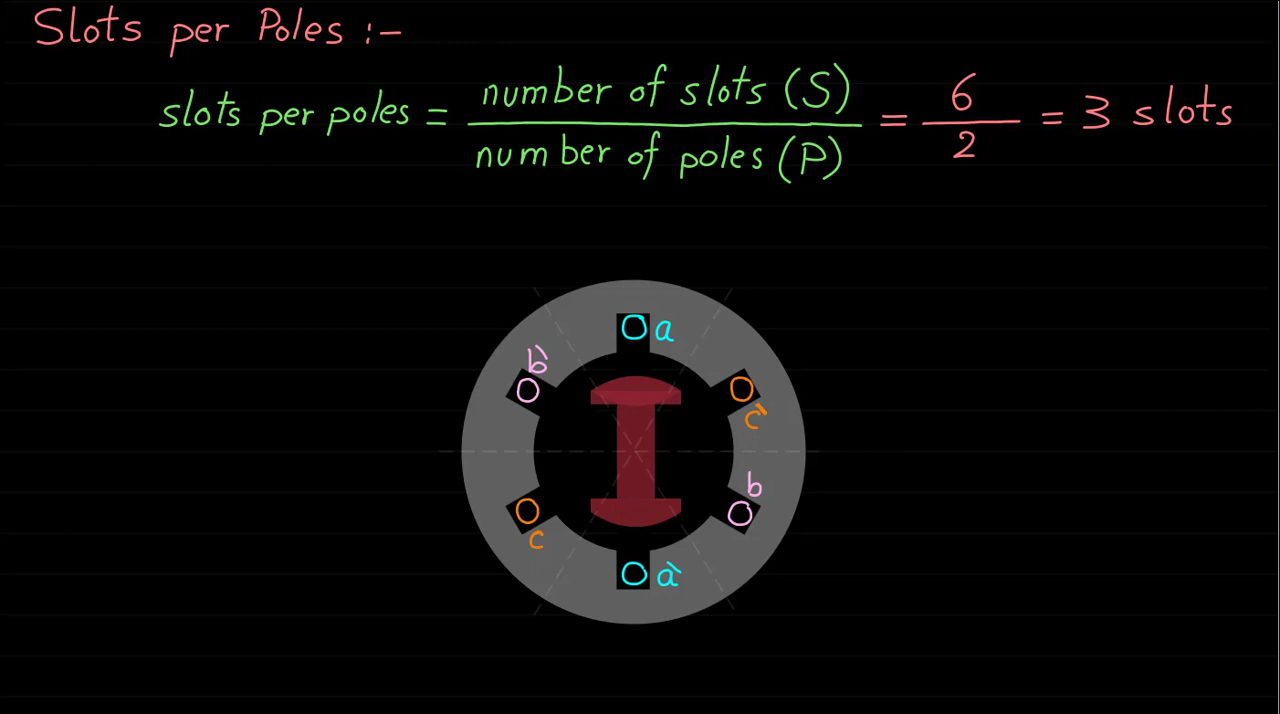 Slots per Poles :-
slots per poles = number of slots (S) / number of poles (P) = 6 / 2 = 3 slots
a
b`
c`
b
c
a`